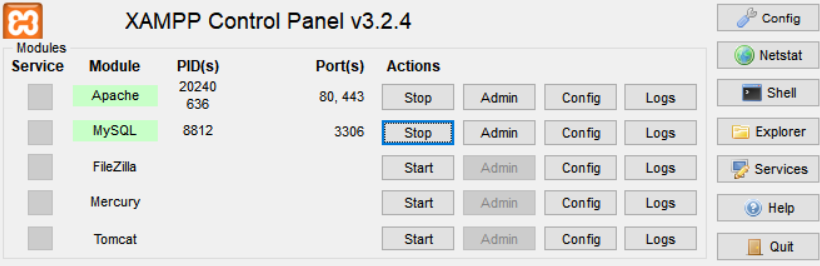 XAMPP Control Panel v3.2.4
Config
Modules
Service Module PID(s) Port(s) Actions
Netstat
Apache 20240 636 80, 443 Stop Admin Config Logs
Shell
MySQL 8812 3306 Stop Admin Config Logs
Explorer
FileZilla Start Admin Config Logs
Services
Mercury Start Admin Config Logs
Help
Tomcat Start Admin Config Logs
Quit